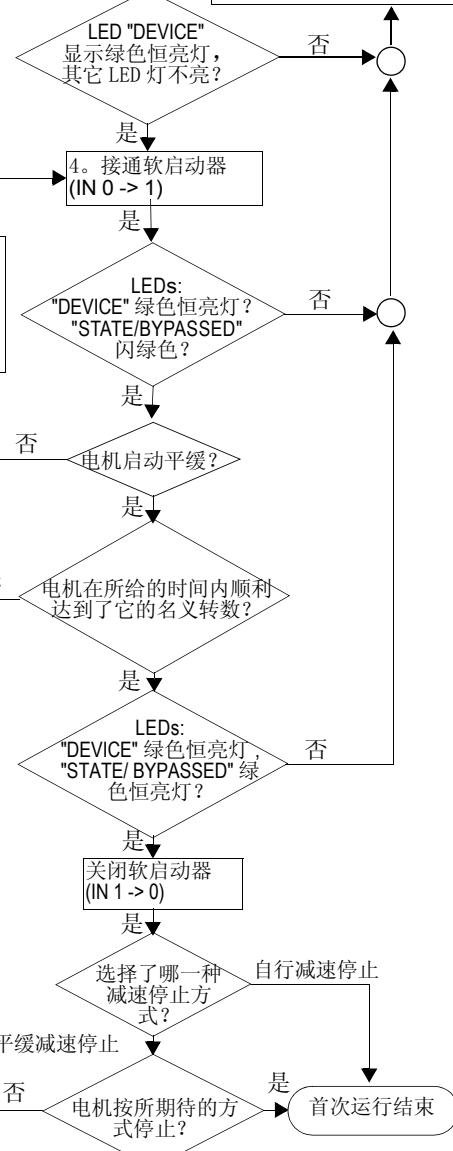 LED "DEVICE"
显示绿色恒亮灯，
其它 LED 灯不亮？
否
是
4。接通软启动器
(IN 0 -> 1)
是
LEDs:
"DEVICE" 绿色恒亮灯？
"STATE/BYPASSED"
闪绿色？
否
是
否
电机启动平缓？
是
电机在所给的时间内顺利
达到了它的名义转数？
是
LEDs:
"DEVICE" 绿色恒亮灯，
"STATE/ BYPASSED" 绿
色恒亮灯？
否
是
关闭软启动器
(IN 1 -> 0)
是
选择了哪一种
减速停止方
式？
自行减速停止
平缓减速停止
否
电机按所期待的方
式停止？
是
首次运行结束